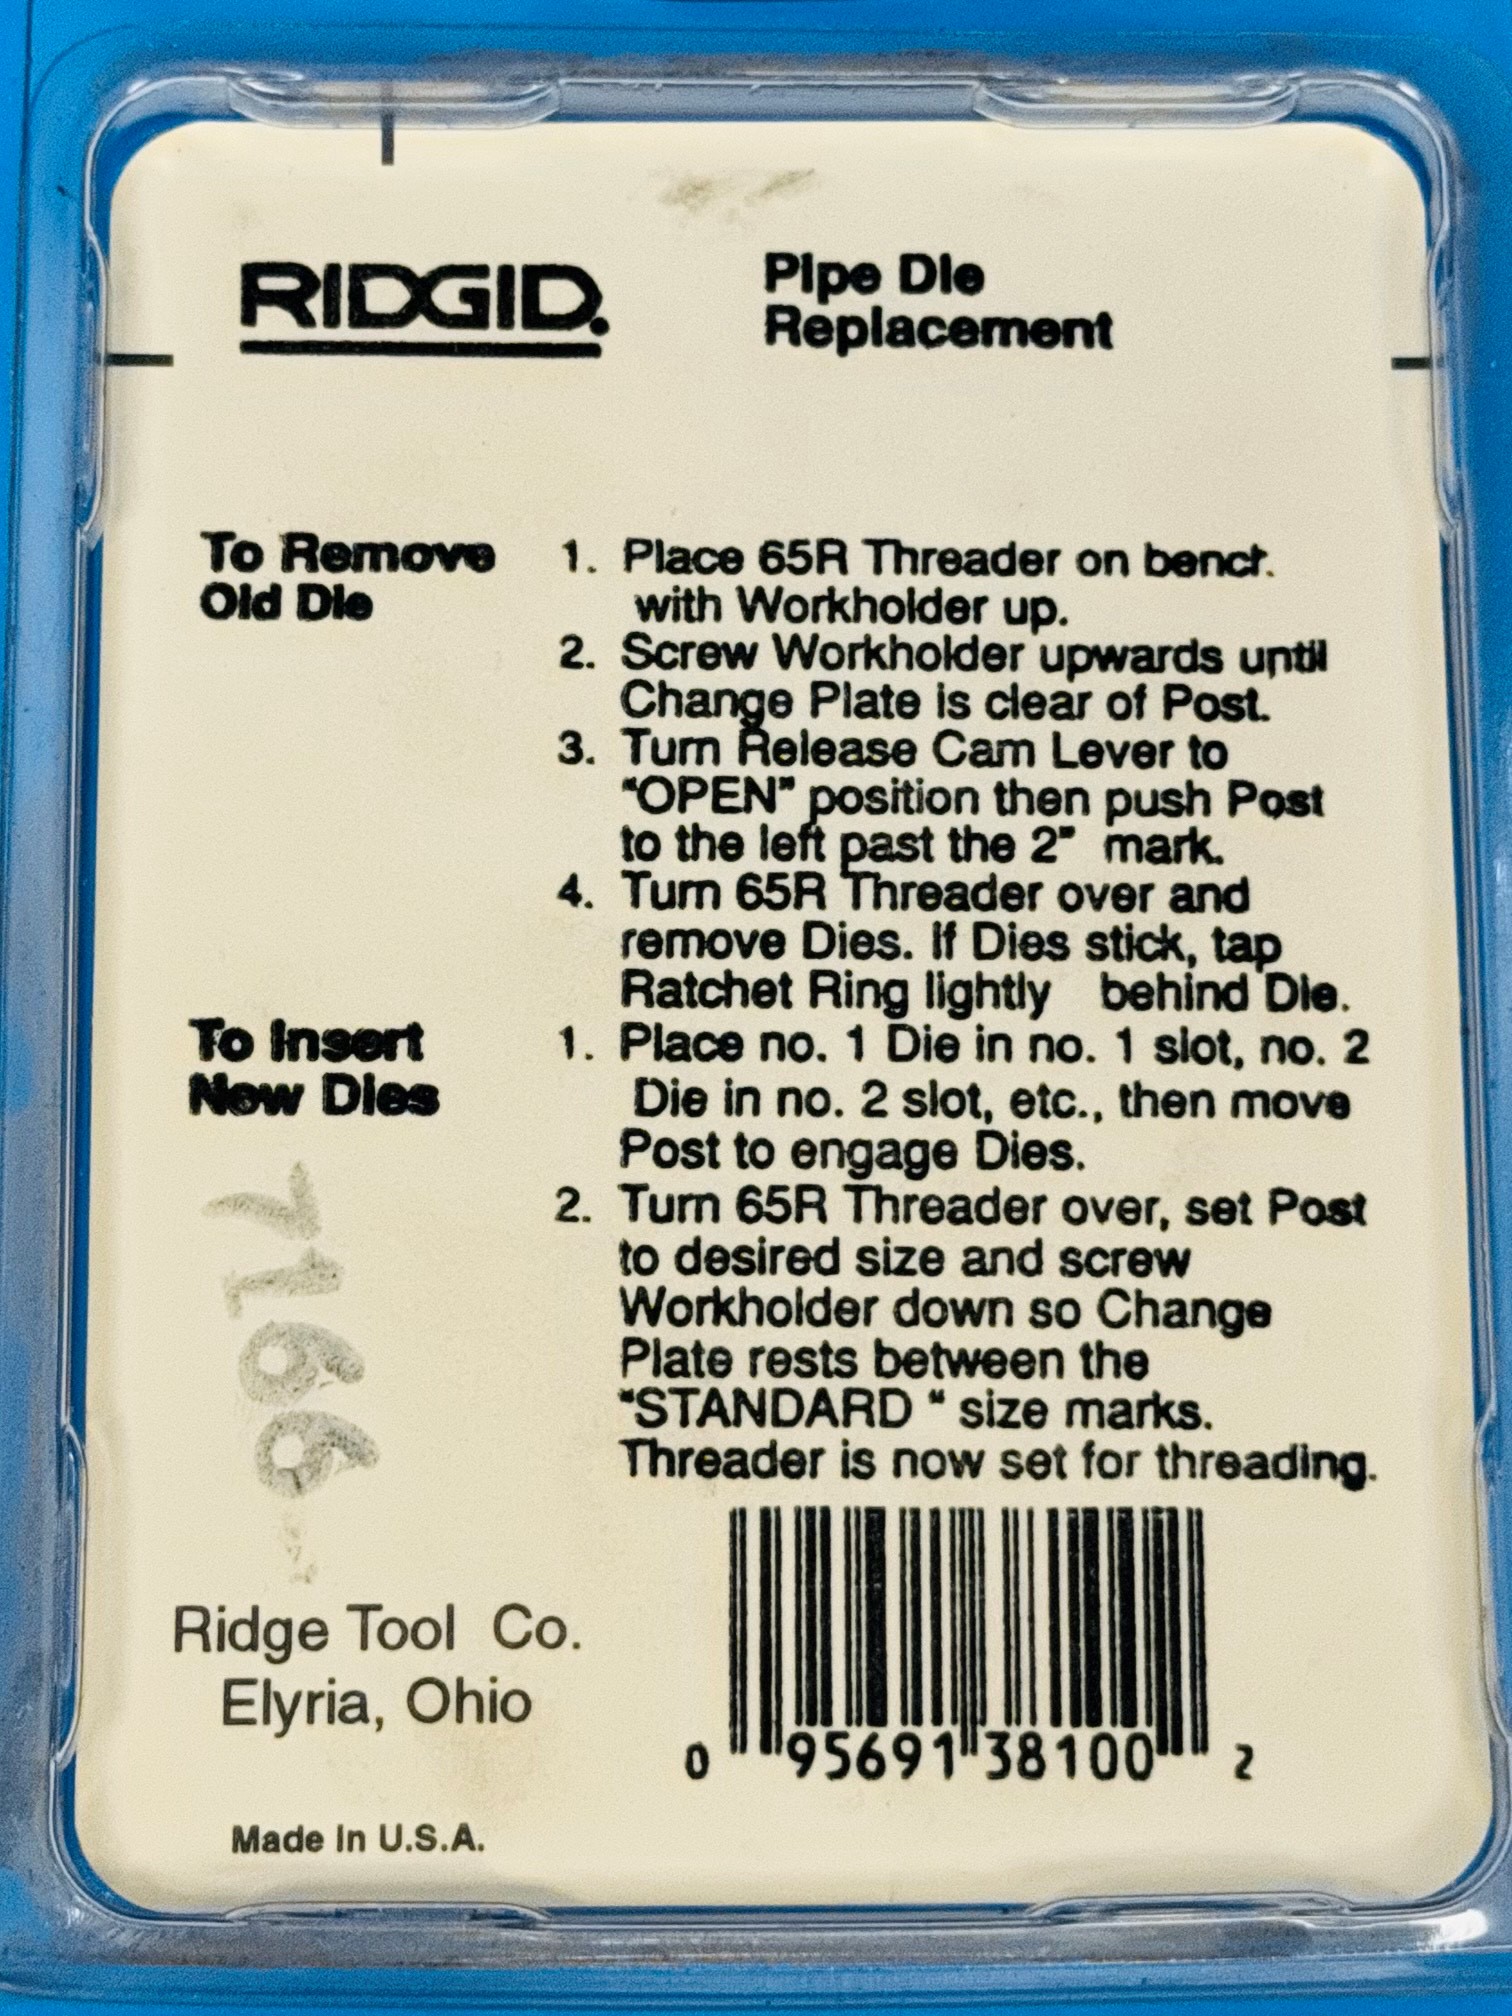 RIDGID.
Pipe Die
Replacement
To Remove
Old Die
1. Place 65R Threader on bench
with Workholder up.
2. Screw Workholder upwards until
Change Plate is clear of Post.
3. Turn Release Cam Lever to
"OPEN" position then push Post
to the left past the 2" mark.
4. Turn 65R Threader over and
remove Dies. If Dies stick, tap
Ratchet Ring lightly behind Die.
To Insert
New Dies
1. Place no. 1 Die in no. 1 slot, no. 2
Die in no. 2 slot, etc., then move
Post to engage Dies.
2. Turn 65R Threader over, set Post
to desired size and screw
Workholder down so Change
Plate rests between the
"STANDARD " size marks.
Threader is now set for threading.
7166
Ridge Tool Co.
Elyria, Ohio
Made In U.S.A.
0 95691 38100 2